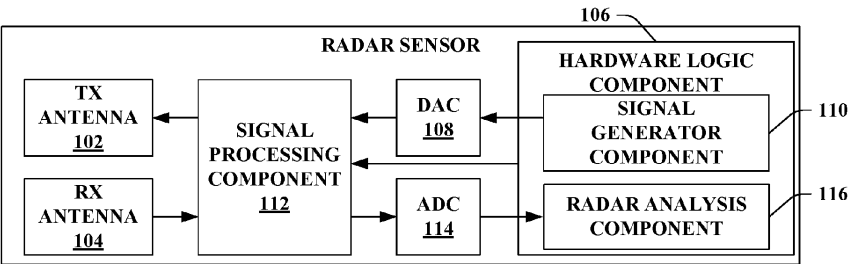 106
RADAR SENSOR
HARDWARE LOGIC
COMPONENT
TX
ANTENNA
102
SIGNAL
PROCESSING
COMPONENT
112
DAC
108
SIGNAL
GENERATOR
COMPONENT
110
RX
ANTENNA
104
ADC
114
RADAR ANALYSIS
COMPONENT
116